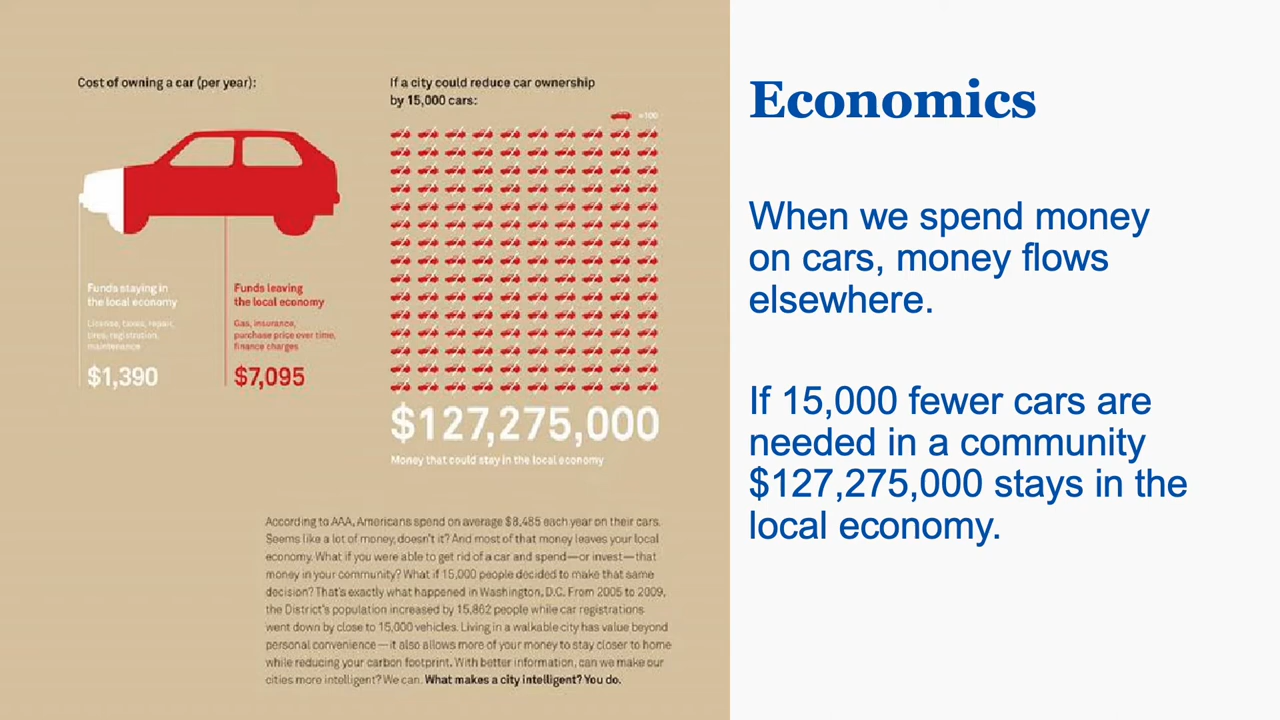 Cost of owning a car (per year):
Funds staying in
the local economy
License, taxes, repair,
tires, registration,
maintenance
$1,390
Funds leaving
the local economy
Gas, insurance,
purchase price over time,
finance charges
$7,095
If a city could reduce car ownership
by 15,000 cars:
=100
$127,275,000
Money that could stay in the local economy
According to AAA, Americans spend on average $8,485 each year on their cars.
Seems like a lot of money, doesn't it? And most of that money leaves your local
economy. What if you were able to get rid of a car and spend—or invest—that
money in your community? What if 15,000 people decided to make that same
decision? That's exactly what happened in Washington, D.C. From 2005 to 2009,
the District's population increased by 15,862 people while car registrations
went down by close to 15,000 vehicles. Living in a walkable city has value beyond
personal convenience—it also allows more of your money to stay closer to home
while reducing your carbon footprint. With better information, can we make our
cities more intelligent? We can. What makes a city intelligent? You do.
Economics
When we spend money
on cars, money flows
elsewhere.
If 15,000 fewer cars are
needed in a community
$127,275,000 stays in the
local economy.